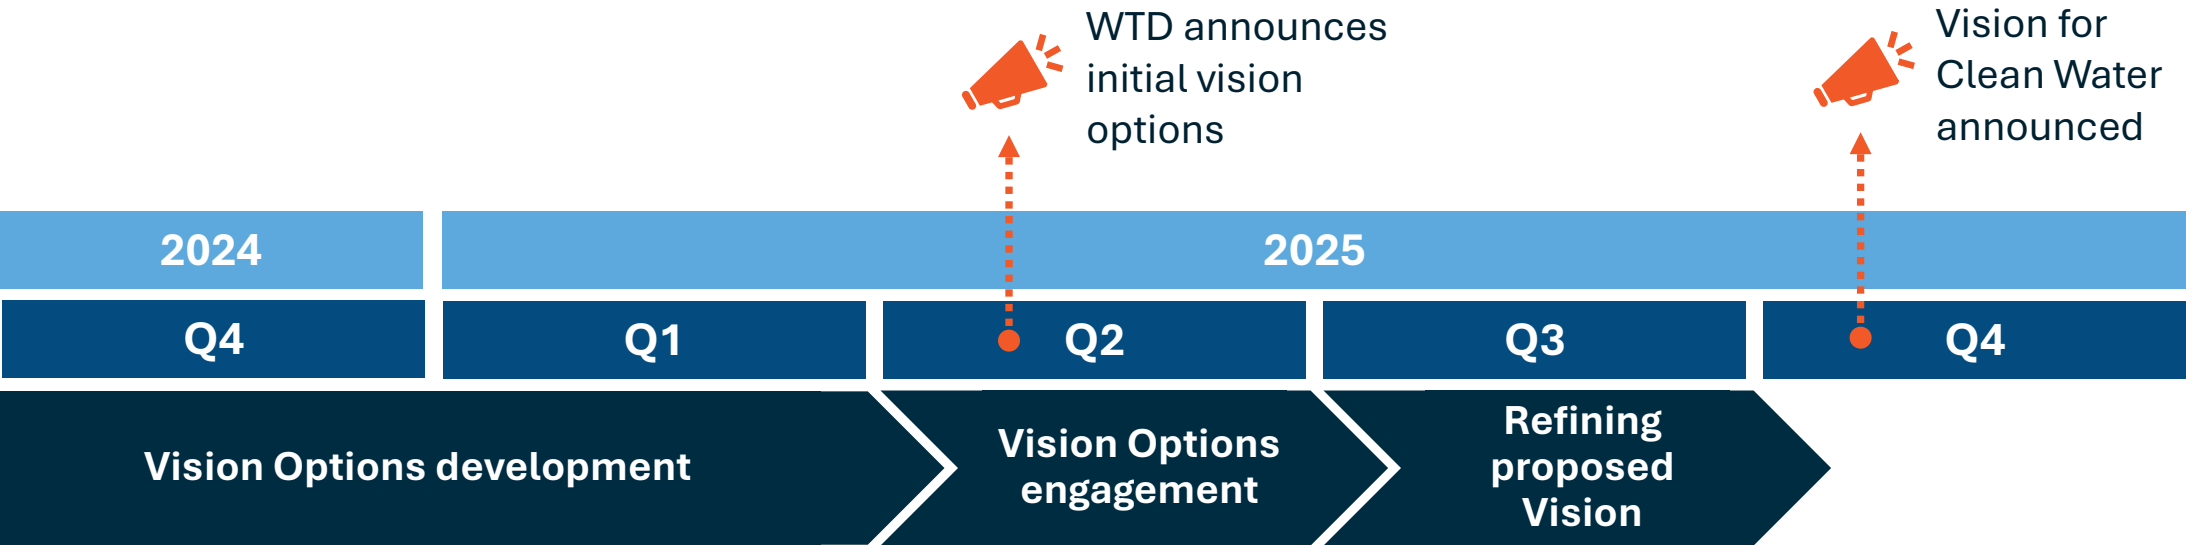 WTD announces
initial vision
options
Vision for
Clean Water
announced
2024
2025
Q4
Q1
Q2
Q3
Q4
Vision Options development
Vision Options
engagement
Refining
proposed
Vision